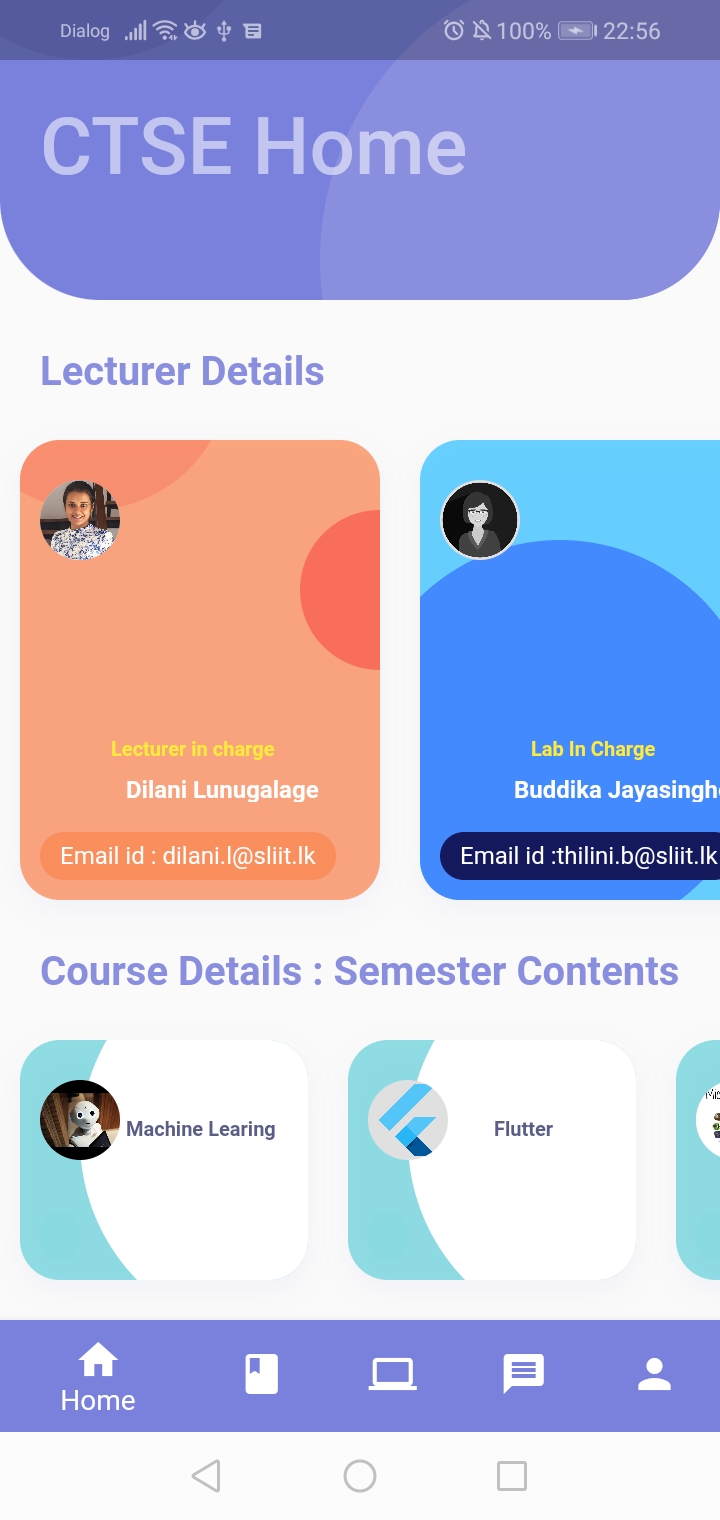 Dialog 100% 22:56
CTSE Home
Lecturer Details
Lecturer in charge
Dilani Lunugalage
Email id : dilani.l@sliit.lk
Lab In Charge
Buddika Jayasingh
Email id :thilini.b@sliit.lk
Course Details : Semester Contents
Machine Learing
Flutter
Home